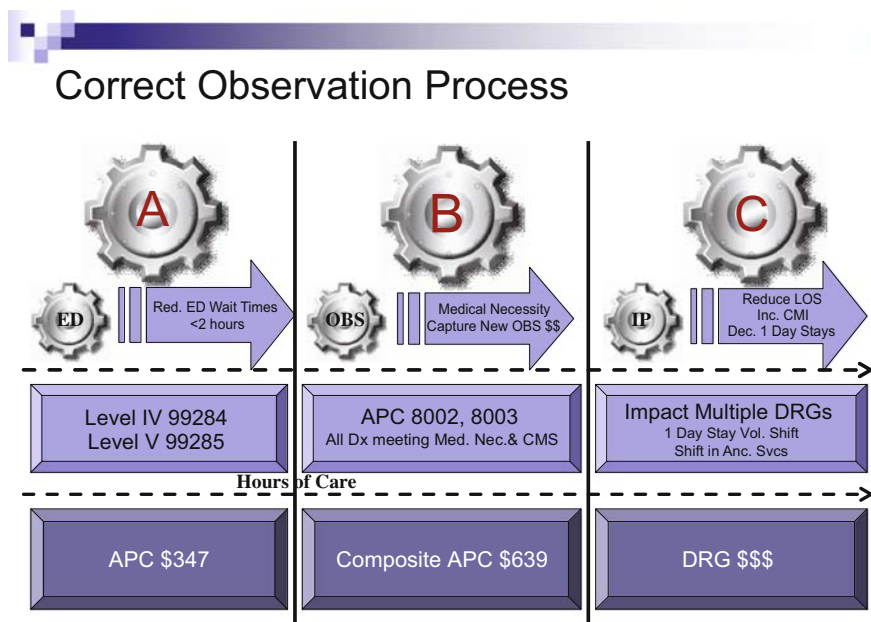 Correct Observation Process
A
B
C
ED
Red. ED Wait Times
<2 hours
OBS
Medical Necessity
Capture New OBS $$
IP
Reduce LOS
Inc. CMI
Dec. 1 Day Stays
Level IV 99284
Level V 99285
APC 8002, 8003
All Dx meeting Med. Nec.& CMS
Impact Multiple DRGs
1 Day Stay Vol. Shift
Shift in Anc. Svcs
Hours of Care
APC $347
Composite APC $639
DRG $$$